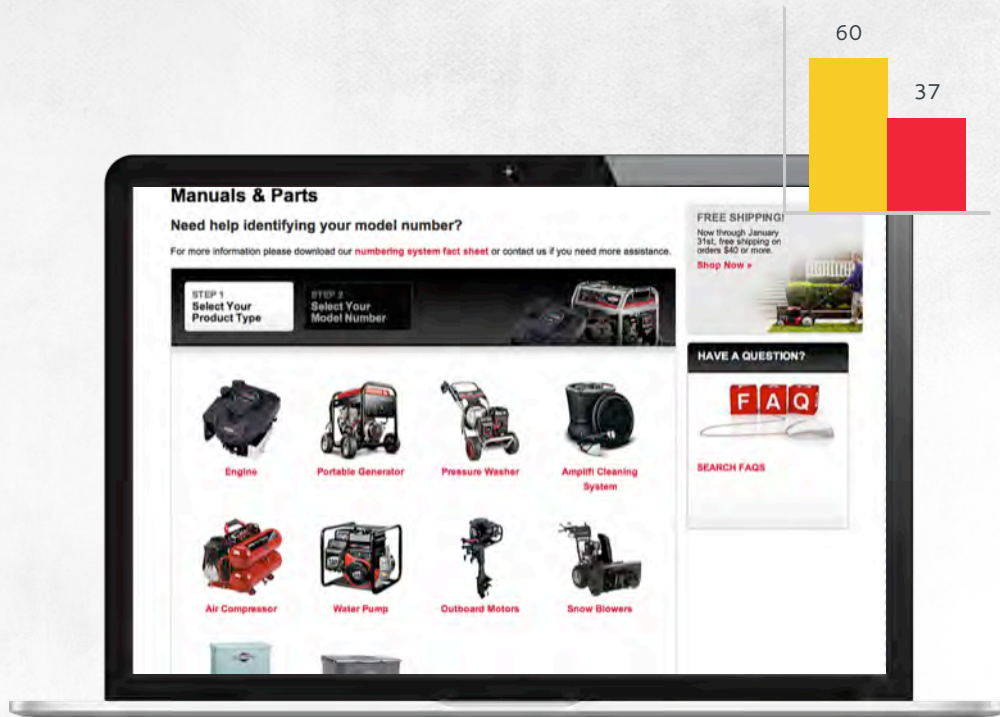 60
37
Manuals & Parts
Need help identifying your model number?
For more information please download our numbering system fact sheet or contact us if you need more assistance.
STEP 1
Select Your
Product Type
STEP 2
Select Your
Model Number
Engine
Portable Generator
Pressure Washer
Amplifi Cleaning
System
Air Compressor
Water Pump
Outboard Motors
Snow Blowers
FREE SHIPPING!
Now through January
31st, free shipping on
orders $40 or more.
Shop Now »
HAVE A QUESTION?
FAQ
SEARCH FAQS